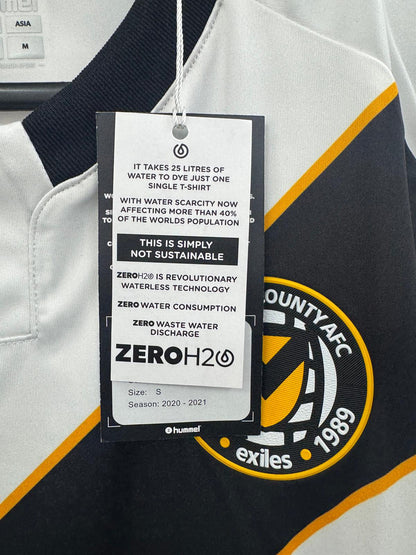 ASIA
M
IT TAKES 25 LITRES OF
WATER TO DYE JUST ONE
SINGLE T-SHIRT
WITH WATER SCARCITY NOW
AFFECTING MORE THAN 40%
OF THE WORLDS POPULATION
THIS IS SIMPLY
NOT SUSTAINABLE
ZEROH2O IS REVOLUTIONARY
WATERLESS TECHNOLOGY
ZERO WATER CONSUMPTION
ZERO WASTE WATER
DISCHARGE
ZEROH2O
Size: S
Season: 2020 - 2021
hummel
COUNTY AFC
1989
exiles